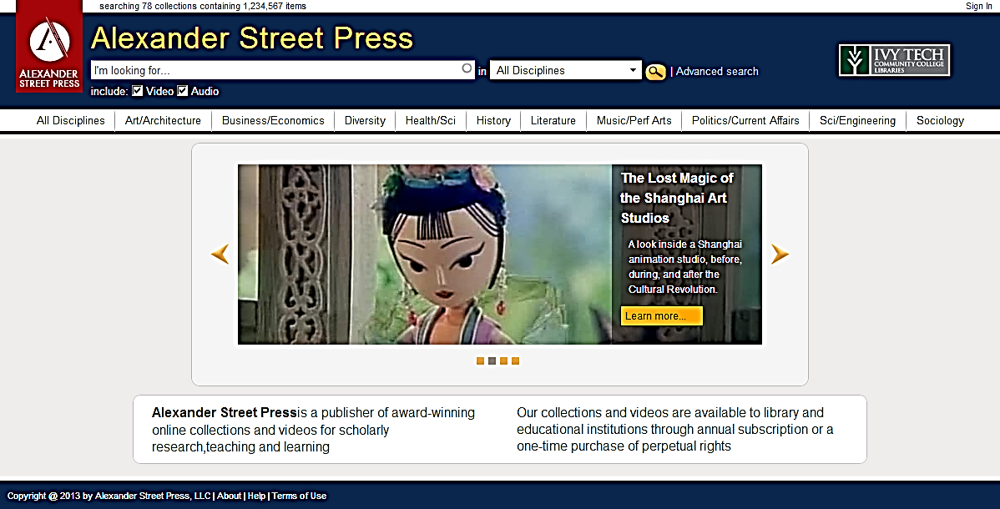 searching 78 collections containing 1,234,567 items
Sign In
ALEXANDER
STREET PRESS
Alexander Street Press
I'm looking for...
in
All Disciplines
| Advanced search
include: Video Audio
IVY TECH
COMMUNITY COLLEGE
LIBRARIES
All Disciplines
Art/Architecture
Business/Economics
Diversity
Health/Sci
History
Literature
Music/Perf Arts
Politics/Current Affairs
Sci/Engineering
Sociology
The Lost Magic of
the Shanghai Art
Studios
A look inside a Shanghai
animation studio, before,
during, and after the
Cultural Revolution.
Learn more...
Alexander Street Pressis a publisher of award-winning
online collections and videos for scholarly
research,teaching and learning
Our collections and videos are available to library and
educational institutions through annual subscription or a
one-time purchase of perpetual rights
Copyright @ 2013 by Alexander Street Press, LLC | About | Help | Terms of Use